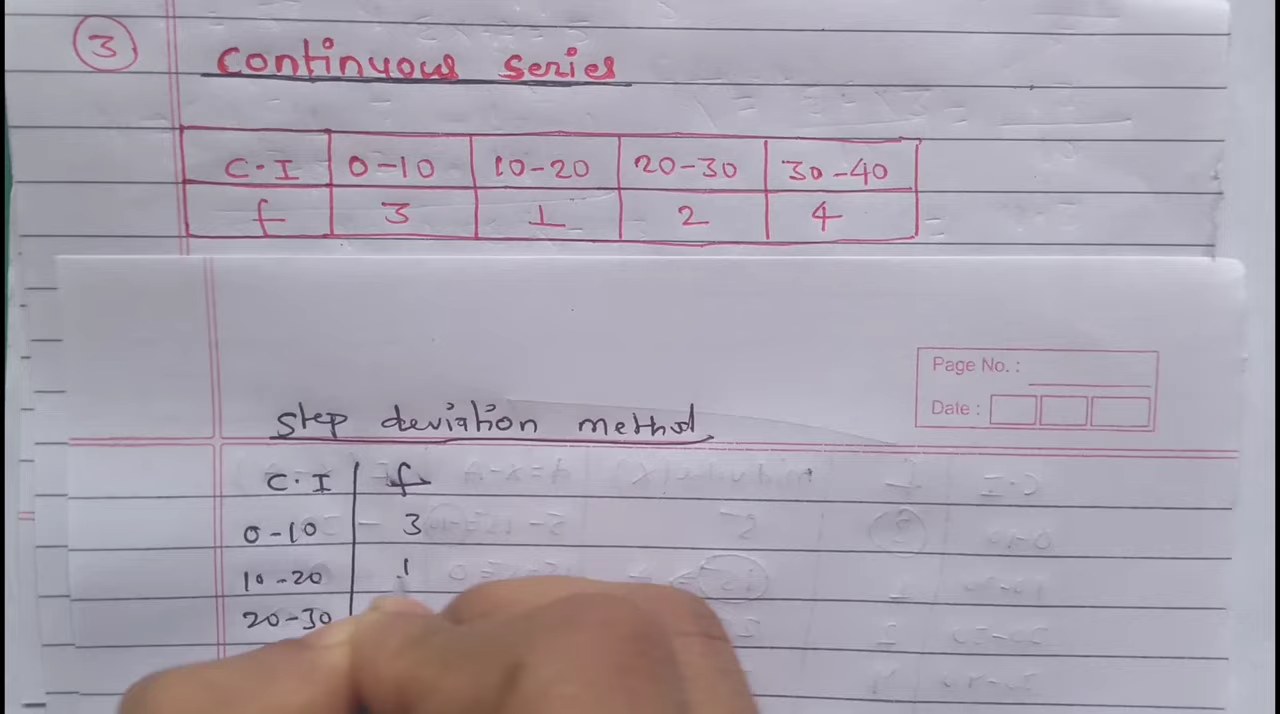 3 Continuous series
C.I 0-10 10-20 20-30 30-40
f 3 1 2 4
Page No. :
Date :
Step deviation method
C.I f
0-10 3
10-20 1
20-30